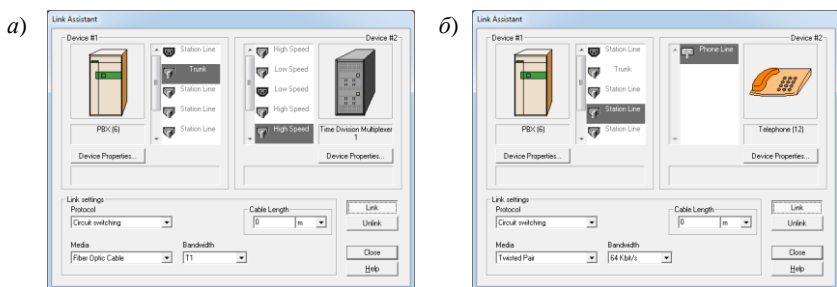 а)
Link Assistant
Device #1
Station Line
Trunk
Station Line
Station Line
Station Line
PBX (6)
Device Properties...
Device #2
High Speed
Low Speed
Low Speed
High Speed
High Speed
Time Division Multiplexer
1
Device Properties...
Link settings
Protocol
Circuit switching
Cable Length
0 m
Media
Fiber Optic Cable
Bandwidth
T1
Link
Unlink
Close
Help
б)
Link Assistant
Device #1
Station Line
Trunk
Station Line
Station Line
Station Line
PBX (6)
Device Properties...
Device #2
Phone Line
Telephone (12)
Device Properties...
Link settings
Protocol
Circuit switching
Cable Length
0 m
Media
Twisted Pair
Bandwidth
64 Kbit/s
Link
Unlink
Close
Help